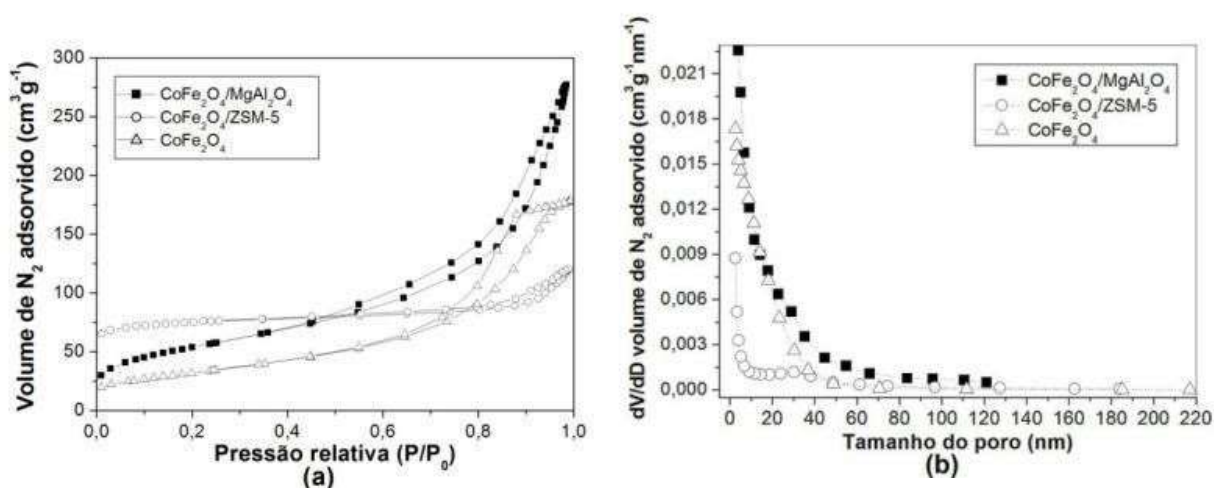 Volume de N₂ adsorvido (cm³g⁻¹)
300
250
200
150
100
50
0
CoFe₂O₄/MgAl₂O₄
CoFe₂O₄/ZSM-5
CoFe₂O₄
0,0 0,2 0,4 0,6 0,8 1,0
Pressão relativa (P/P₀)
(a)
dV/dD volume de N₂ adsorvido (cm³g⁻¹nm⁻¹)
0,021
0,018
0,015
0,012
0,009
0,006
0,003
0,000
CoFe₂O₄/MgAl₂O₄
CoFe₂O₄/ZSM-5
CoFe₂O₄
0 20 40 60 80 100 120 140 160 180 200 220
Tamanho do poro (nm)
(b)